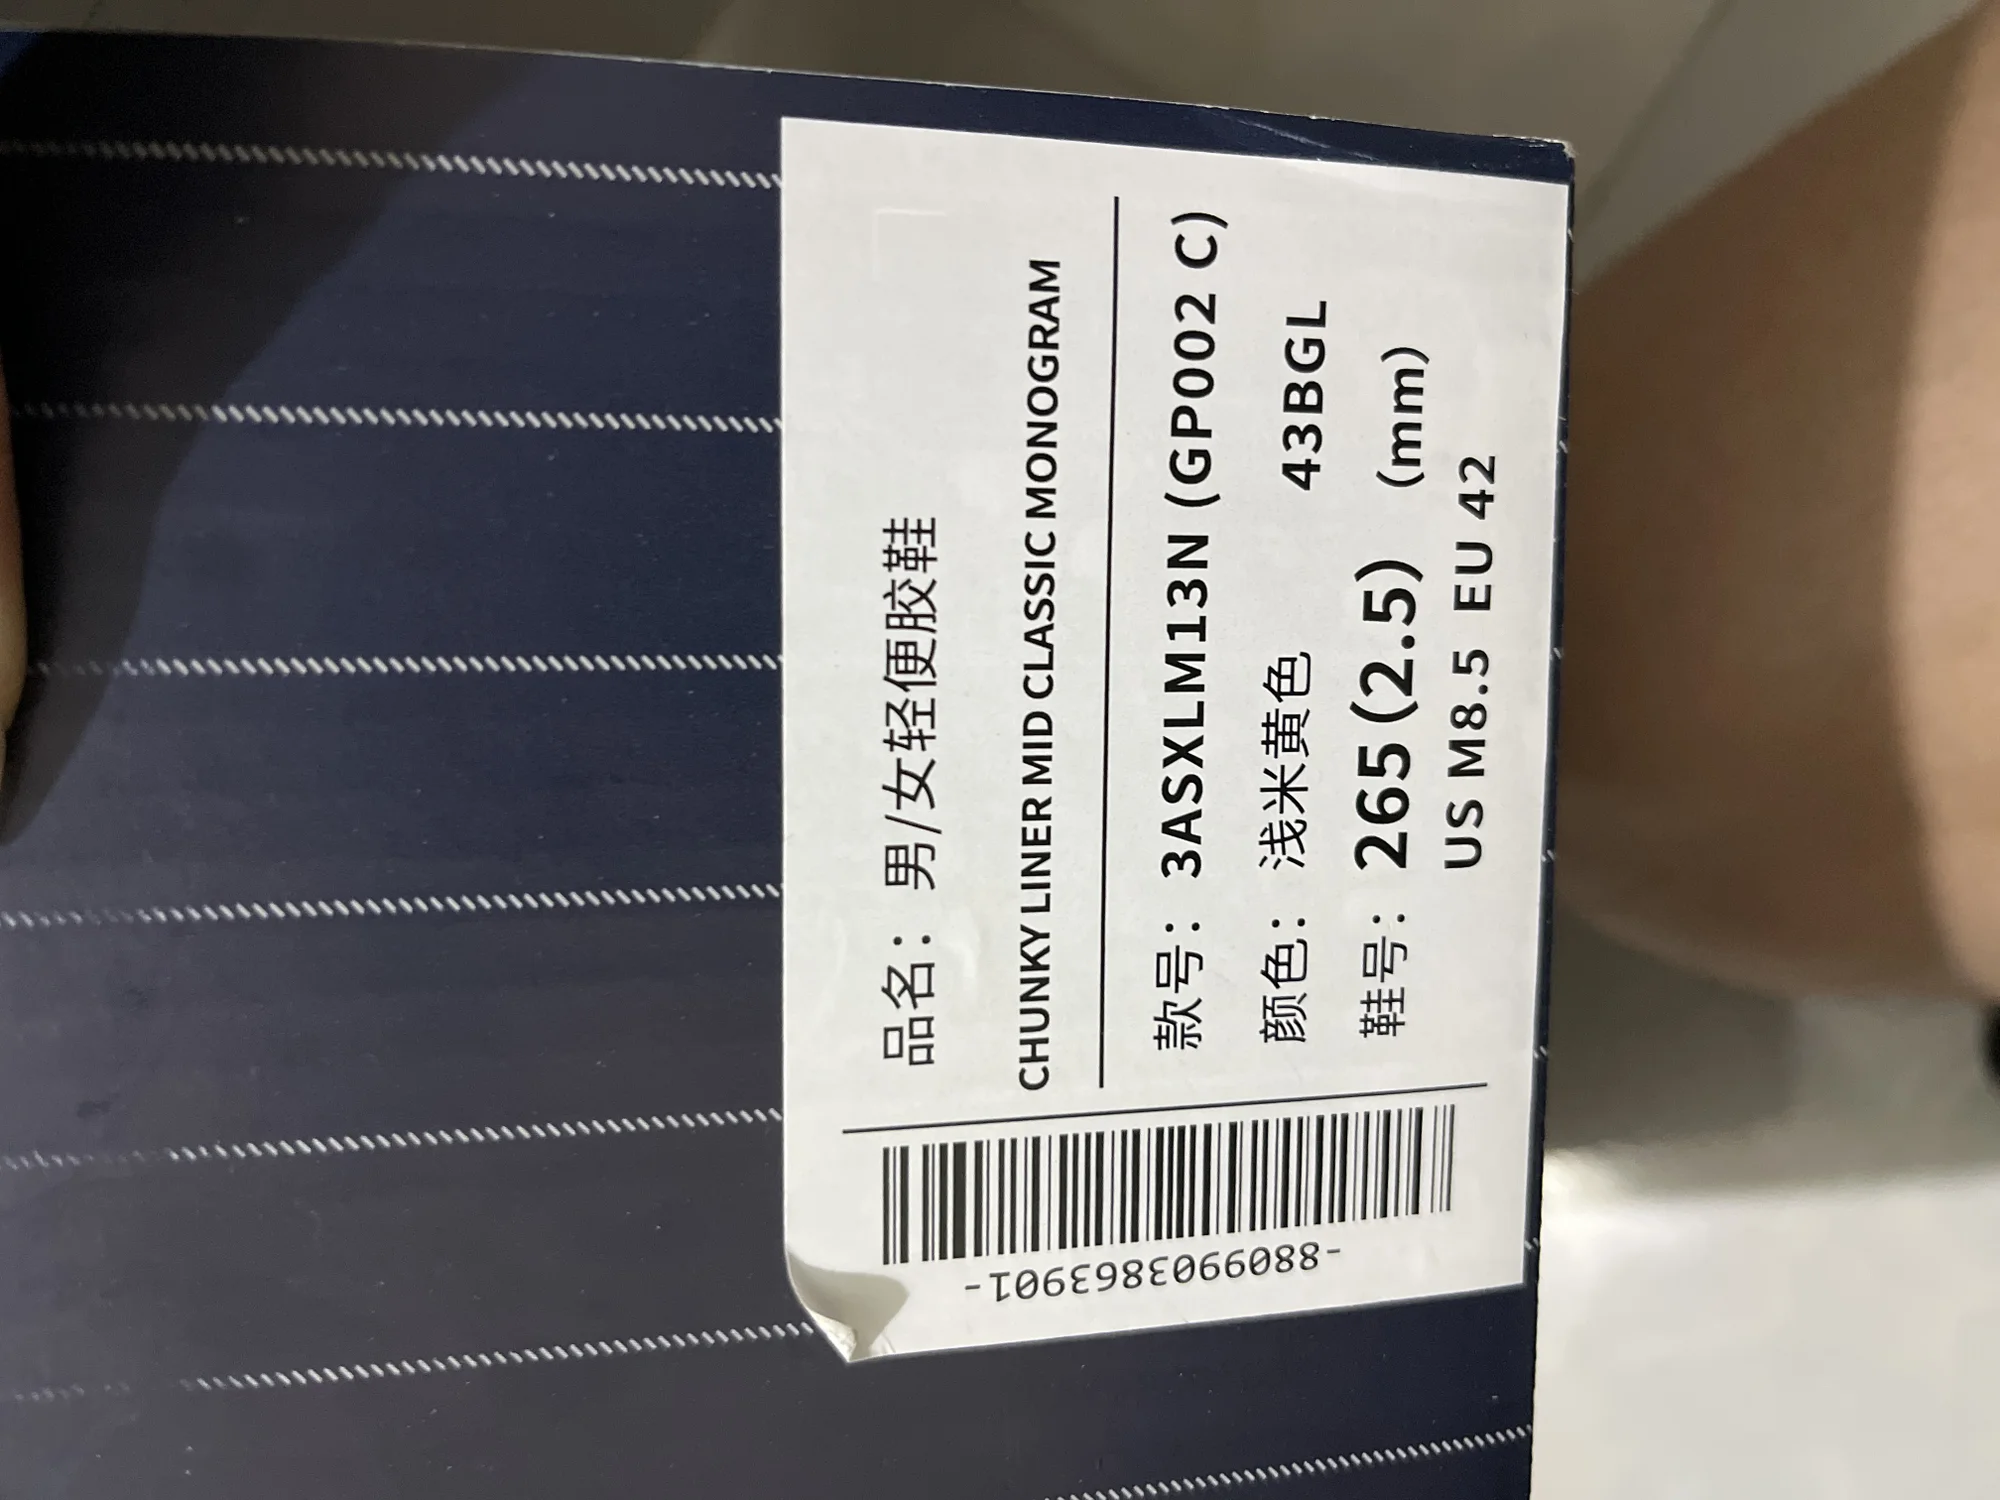 品名：男/女轻便胶鞋
CHUNKY LINER MID CLASSIC MONOGRAM
款号：3ASXLM13N (GP002 C)
颜色：浅米黄色 43BGL
鞋号：265 (2.5) (mm)
US M8.5 EU 42
-8809903863901-